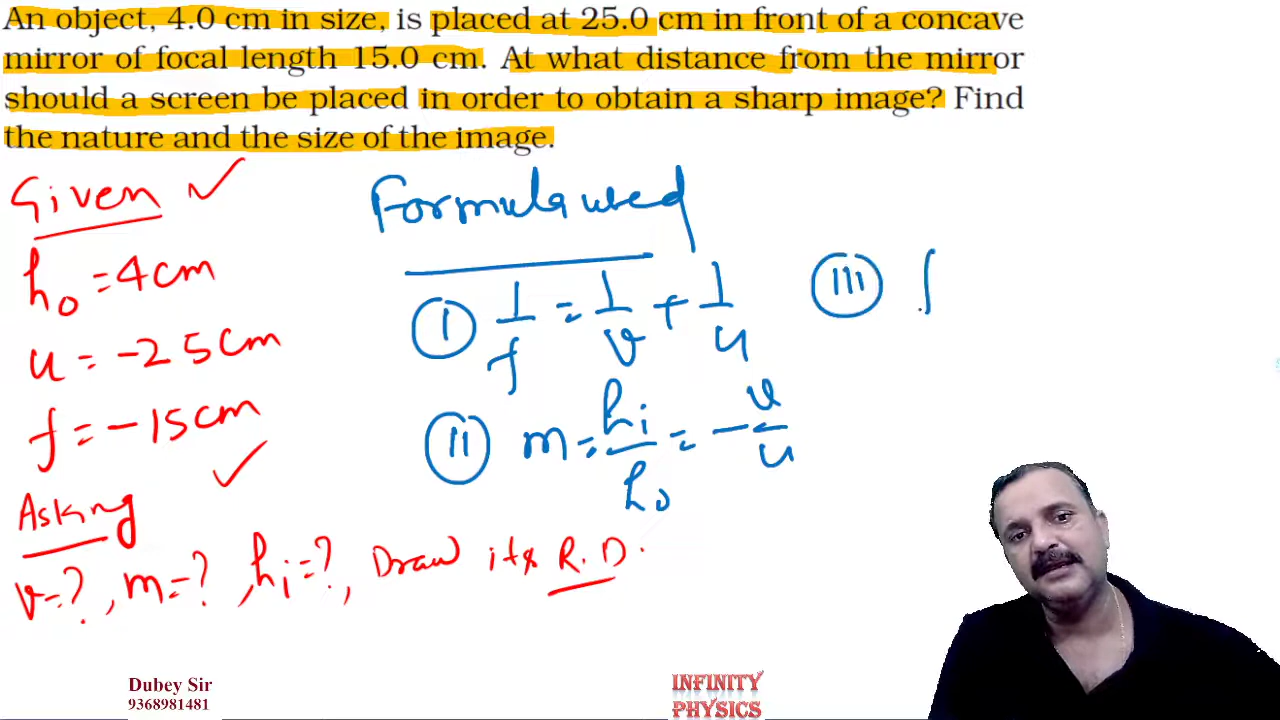 An object, 4.0 cm in size, is placed at 25.0 cm in front of a concave
mirror of focal length 15.0 cm. At what distance from the mirror
should a screen be placed in order to obtain a sharp image? Find
the nature and the size of the image.
Given ✓
h₀ = 4cm
u = -25cm
f = -15cm
✓
Asking
v=?, m=?, hᵢ=?, Draw its R.D.
Formula used
I 1/f = 1/v + 1/u
II m = hᵢ/h₀ = -v/u
III
Dubey Sir
9368981481
INFINITY
PHYSICS